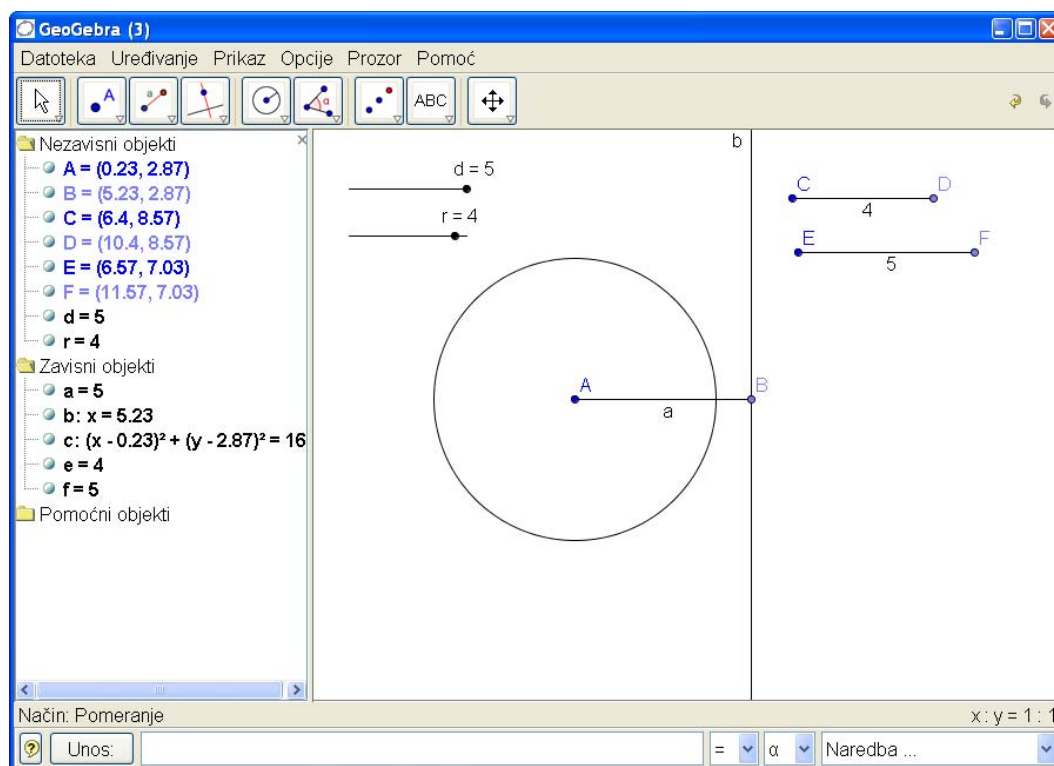 GeoGebra (3)
Datoteka Uređivanje Prikaz Opcije Prozor Pomoć
A a α ABC
Nezavisni objekti
A = (0.23, 2.87)
B = (5.23, 2.87)
C = (6.4, 8.57)
D = (10.4, 8.57)
E = (6.57, 7.03)
F = (11.57, 7.03)
d = 5
r = 4
Zavisni objekti
a = 5
b: x = 5.23
c: (x - 0.23)² + (y - 2.87)² = 16
e = 4
f = 5
Pomoćni objekti
d = 5
r = 4
b
C D
4
E F
5
A B
a
Način: Pomeranje
x : y = 1 : 1
Unos: = α Naredba ...